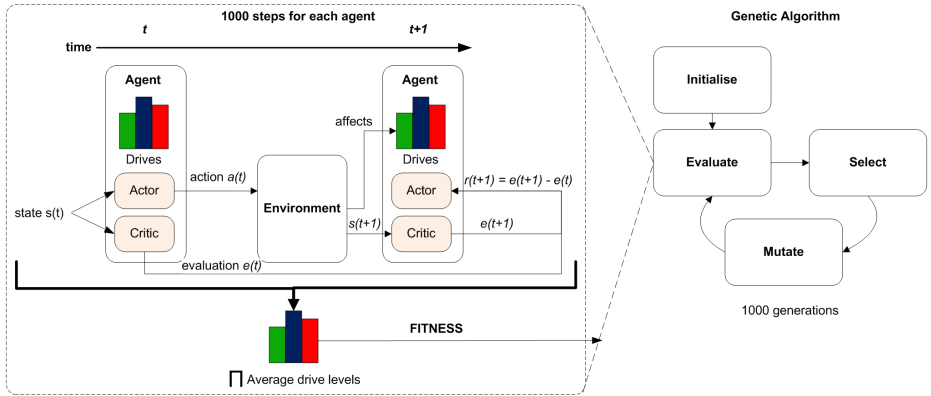 1000 steps for each agent
t
t+1
time
Agent
Agent
Drives
Drives
affects
Actor
action a(t)
Environment
r(t+1) = e(t+1) - e(t)
Actor
state s(t)
Critic
s(t+1)
Critic
e(t+1)
evaluation e(t)
FITNESS
∏ Average drive levels
Genetic Algorithm
Initialise
Evaluate
Select
Mutate
1000 generations